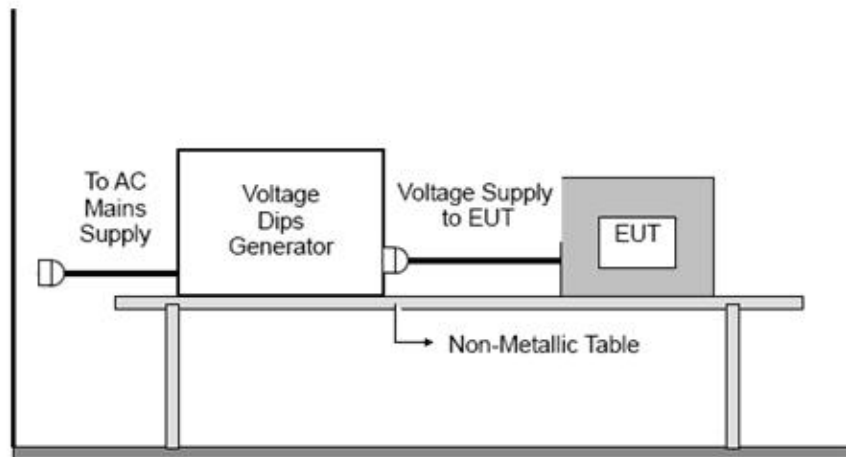 To AC
Mains
Supply
Voltage
Dips
Generator
Voltage Supply
to EUT
EUT
Non-Metallic Table